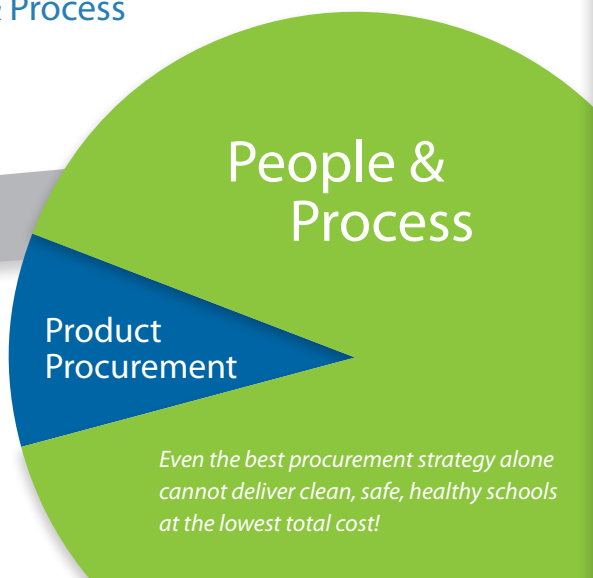 & Process
People &
Process
Product
Procurement
Even the best procurement strategy alone
cannot deliver clean, safe, healthy schools
at the lowest total cost!